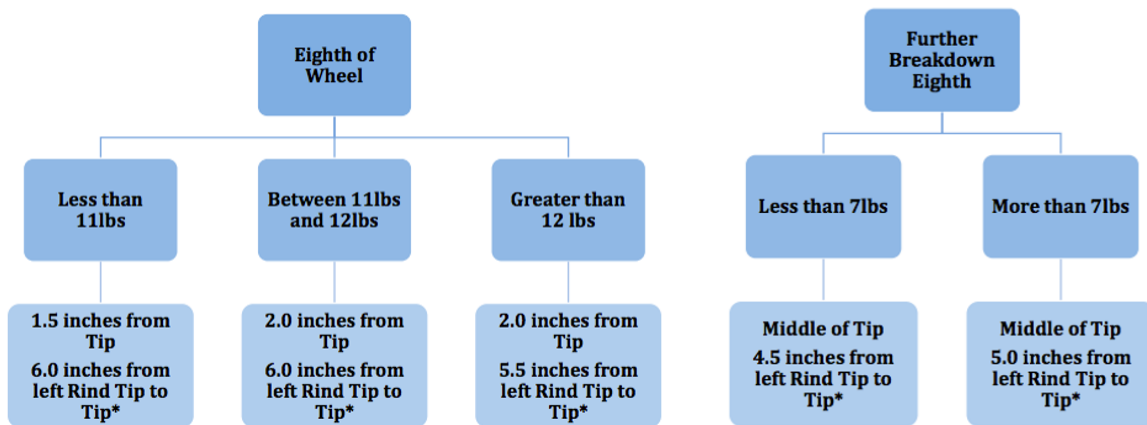 Eighth of
Wheel
Further
Breakdown
Eighth
Less than
11lbs
Between 11lbs
and 12lbs
Greater than
12 lbs
Less than 7lbs
More than 7lbs
1.5 inches from
Tip
6.0 inches from
left Rind Tip to
Tip*
2.0 inches from
Tip
6.0 inches from
left Rind Tip to
Tip*
2.0 inches from
Tip
5.5 inches from
left Rind Tip to
Tip*
Middle of Tip
4.5 inches from
left Rind Tip to
Tip*
Middle of Tip
5.0 inches from
left Rind Tip to
Tip*